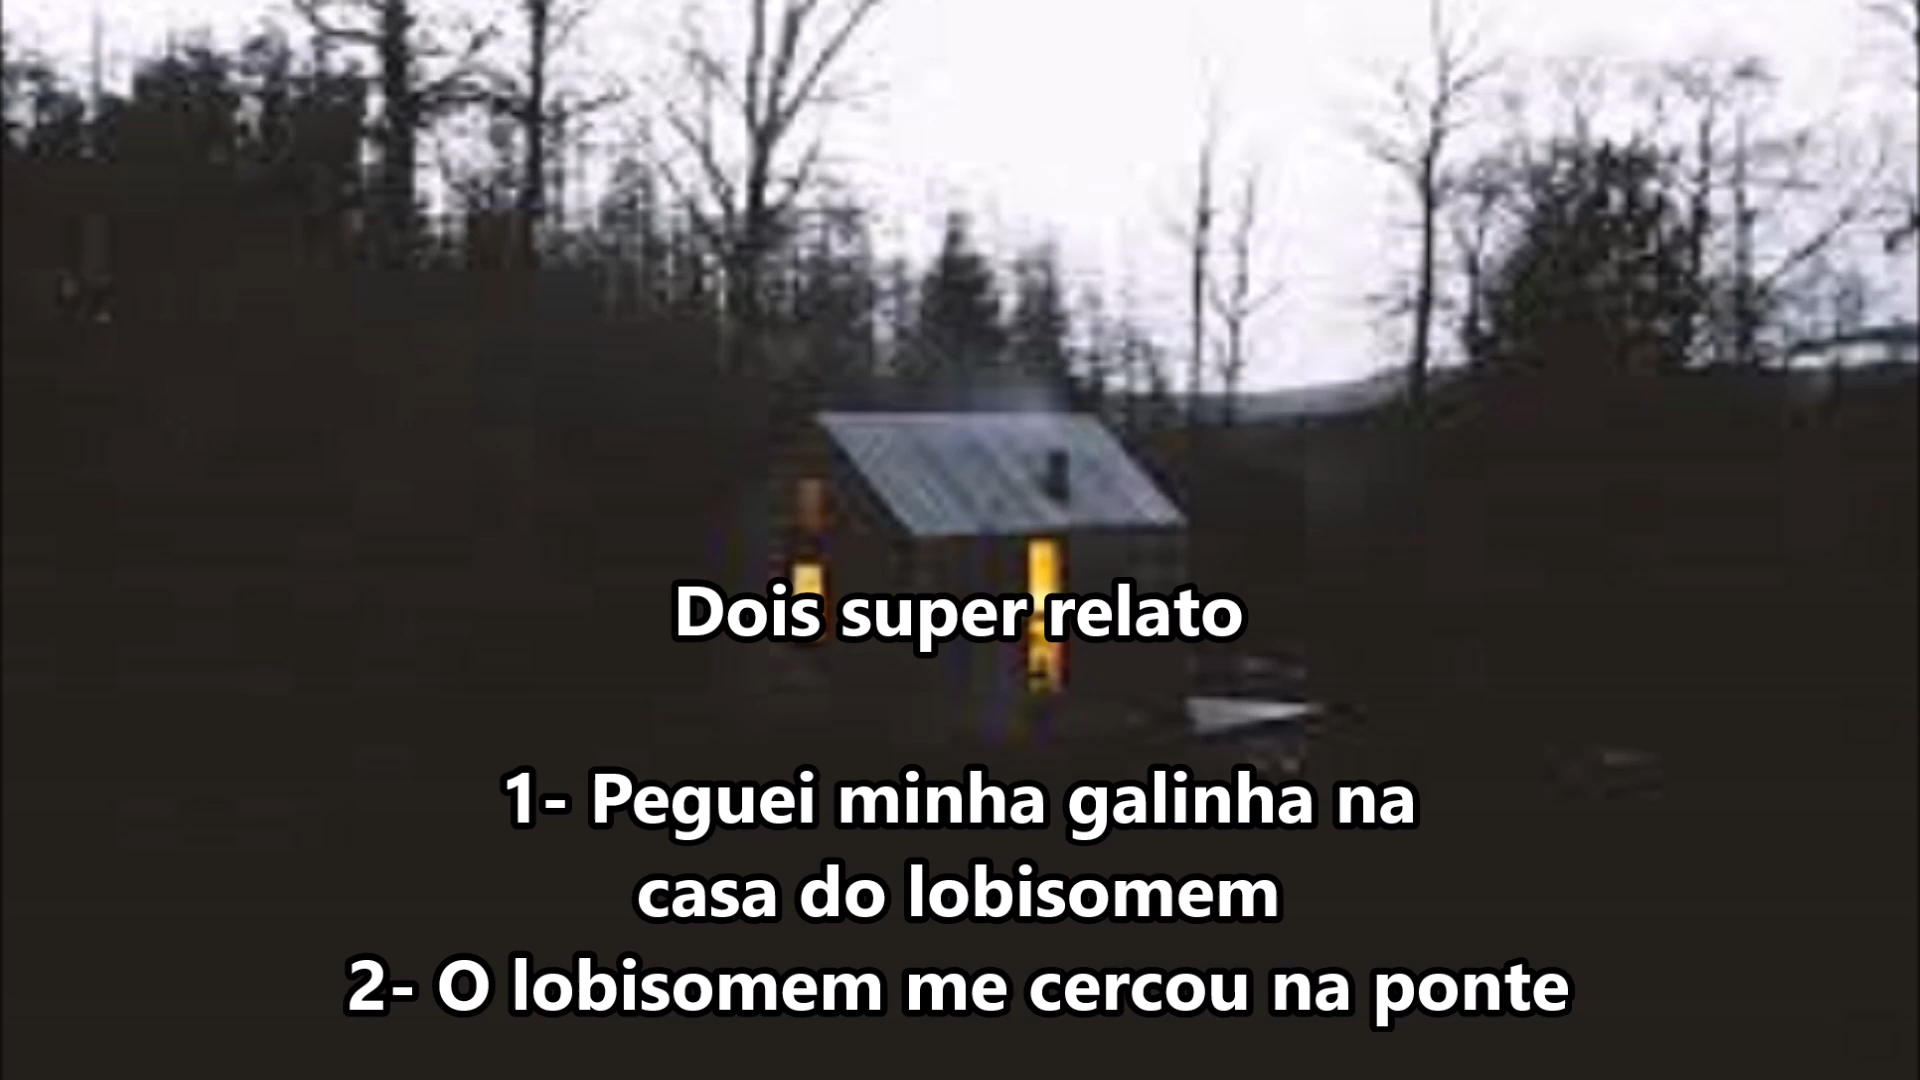 Dois super relato
1- Peguei minha galinha na
casa do lobisomem
2- O lobisomem me cercou na ponte